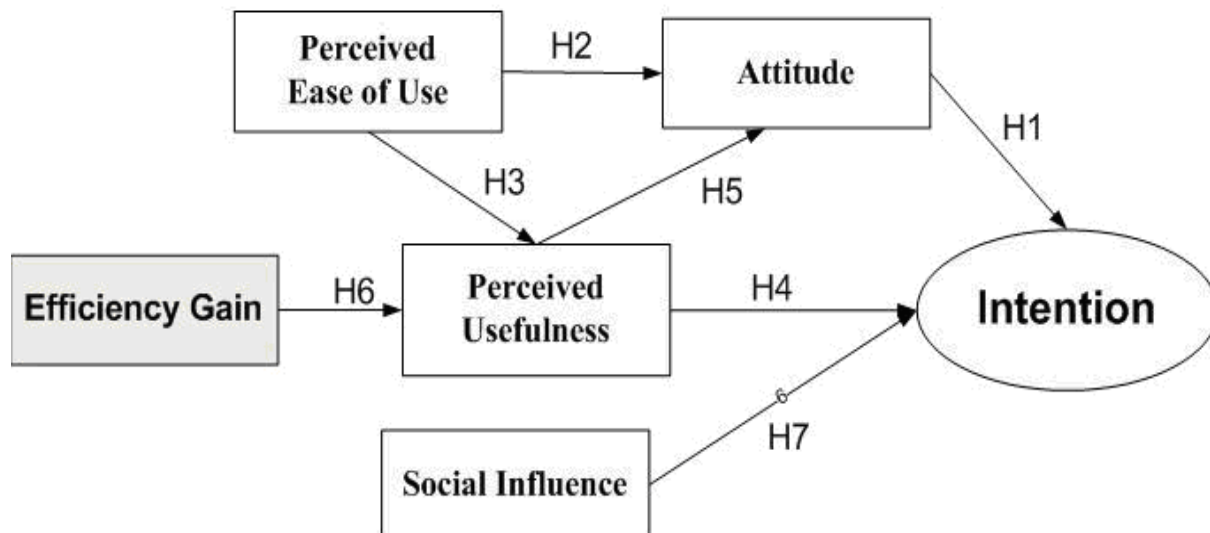 Perceived
Ease of Use
H2
Attitude
H1
H3
H5
Efficiency Gain
H6
Perceived
Usefulness
H4
Intention
6
H7
Social Influence